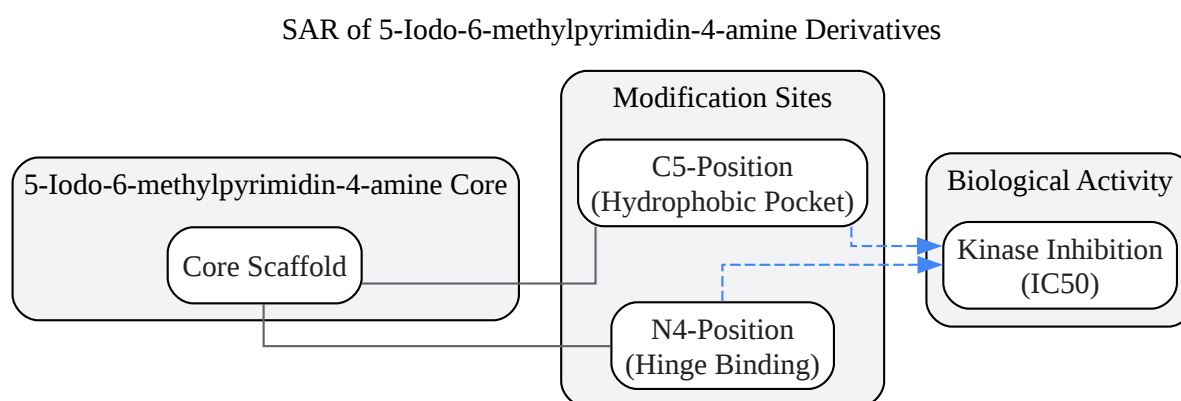 SAR of 5-Iodo-6-methylpyrimidin-4-amine Derivatives
5-Iodo-6-methylpyrimidin-4-amine Core
Core Scaffold
Modification Sites
C5-Position
(Hydrophobic Pocket)
N4-Position
(Hinge Binding)
Biological Activity
Kinase Inhibition
(IC50)